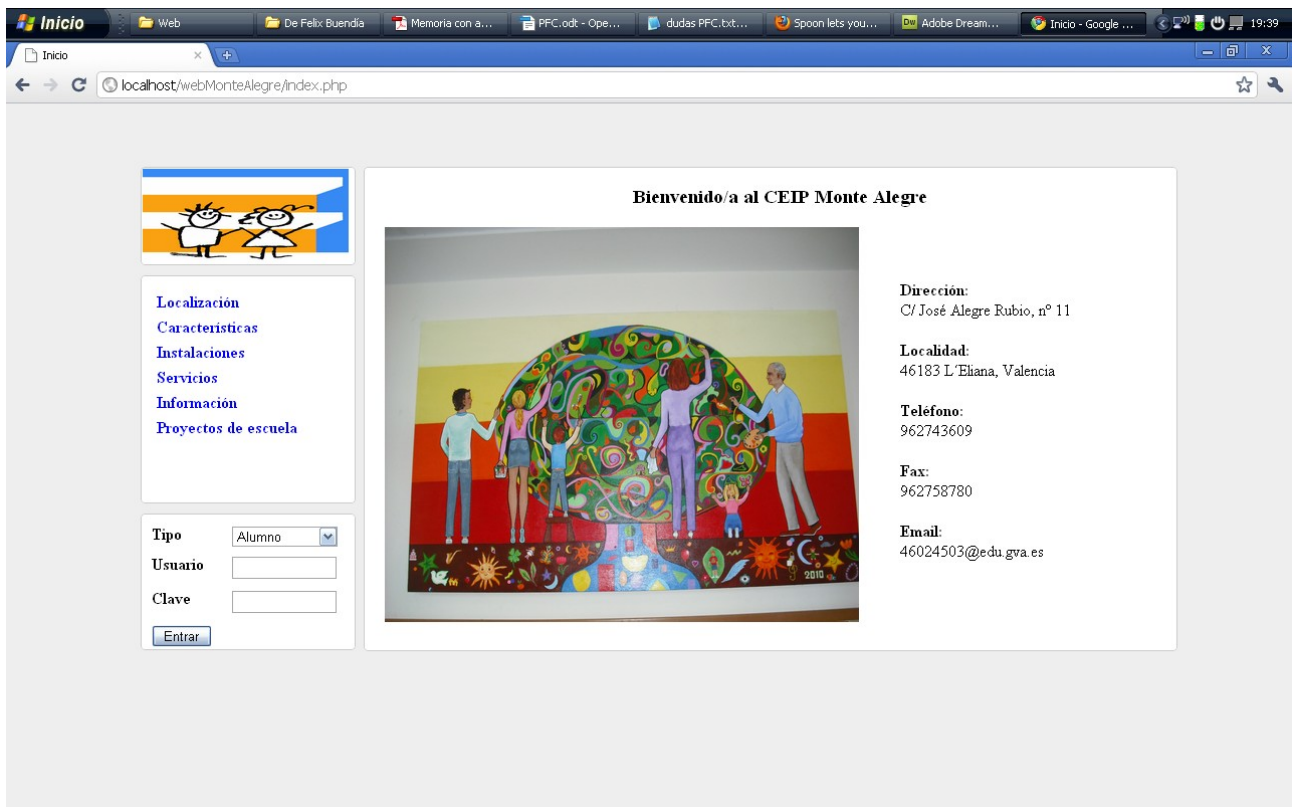 Inicio
Web
De Felix Buendía
Memoria con a...
PFC.odt - Ope...
dudas PFC.txt...
Spoon lets you...
Dw
Adobe Dream...
Inicio - Google ...
19:39
Inicio
localhost/webMonteAlegre/index.php
Bienvenido/a al CEIP Monte Alegre
Localización
Características
Instalaciones
Servicios
Información
Proyectos de escuela
Tipo
Alumno
Usuario
Clave
Entrar
2010
Dirección:
C/ José Alegre Rubio, nº 11
Localidad:
46183 L´Eliana, Valencia
Teléfono:
962743609
Fax:
962758780
Email:
46024503@edu.gva.es